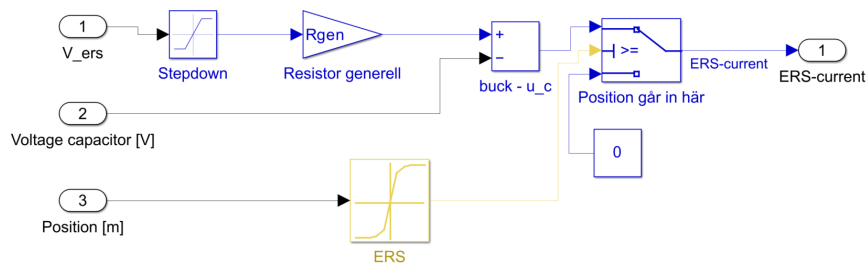 1
V_ers
Stepdown
Rgen
Resistor generell
+
−
buck - u_c
>=
Position går in här
ERS-current
1
ERS-current
2
Voltage capacitor [V]
0
3
Position [m]
ERS